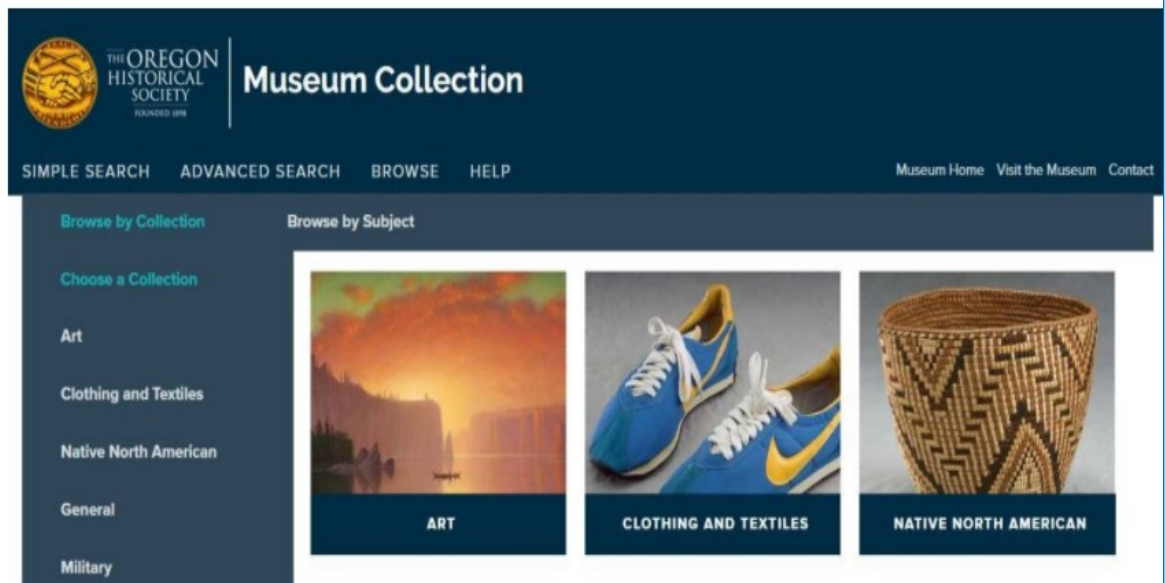 THE OREGON
HISTORICAL
SOCIETY
FOUNDED 1898
Museum Collection
SIMPLE SEARCH ADVANCED SEARCH BROWSE HELP
Museum Home Visit the Museum Contact
Browse by Collection Browse by Subject
Choose a Collection
Art
Clothing and Textiles
Native North American
General
Military
ART CLOTHING AND TEXTILES NATIVE NORTH AMERICAN